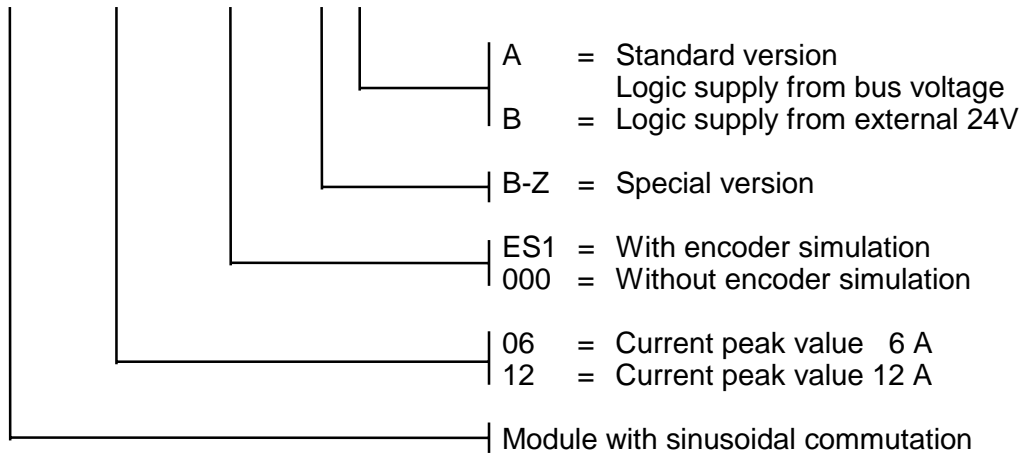 A = Standard version
Logic supply from bus voltage
B = Logic supply from external 24V
B-Z = Special version
ES1 = With encoder simulation
000 = Without encoder simulation
06 = Current peak value 6 A
12 = Current peak value 12 A
Module with sinusoidal commutation